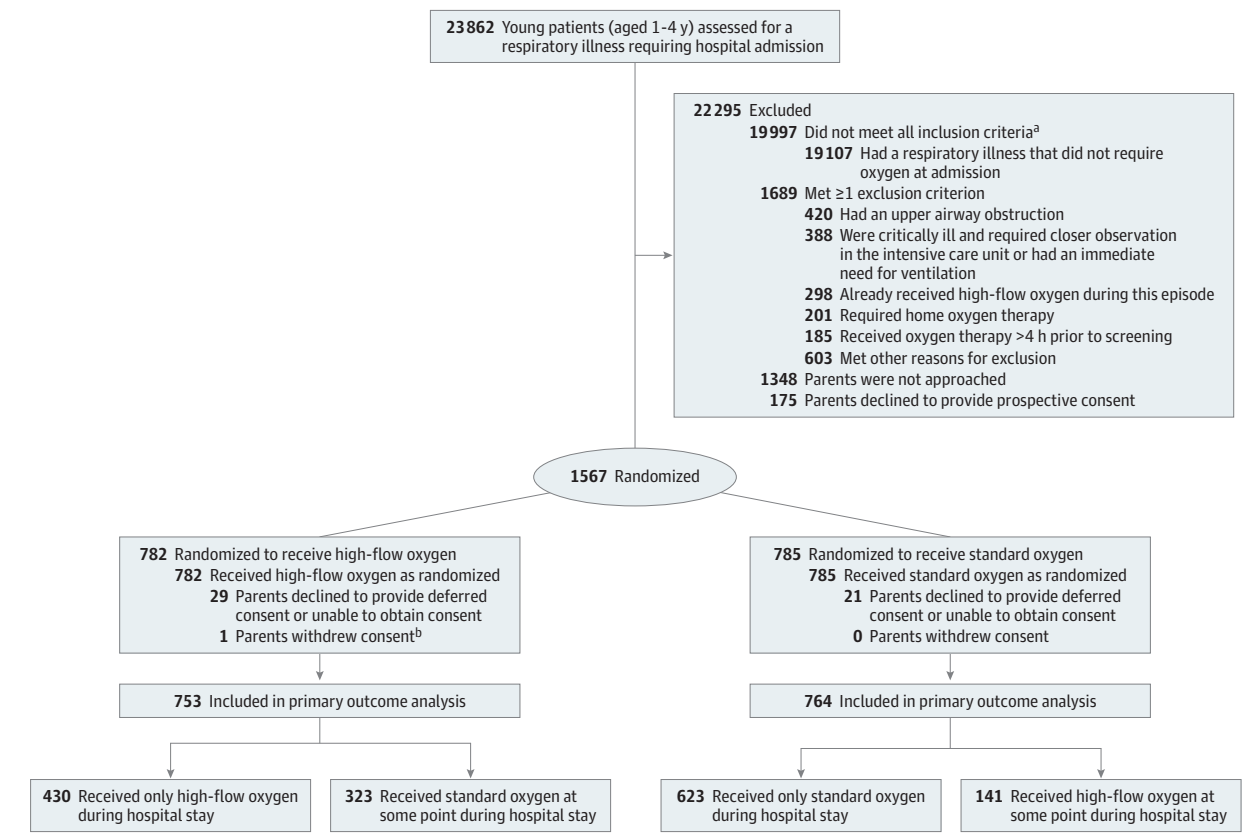 23862 Young patients (aged 1-4 y) assessed for a
respiratory illness requiring hospital admission
22295 Excluded
19997 Did not meet all inclusion criteriaa
19107 Had a respiratory illness that did not require
oxygen at admission
1689 Met ≥1 exclusion criterion
420 Had an upper airway obstruction
388 Were critically ill and required closer observation
in the intensive care unit or had an immediate
need for ventilation
298 Already received high-flow oxygen during this episode
201 Required home oxygen therapy
185 Received oxygen therapy >4 h prior to screening
603 Met other reasons for exclusion
1348 Parents were not approached
175 Parents declined to provide prospective consent
1567 Randomized
782 Randomized to receive high-flow oxygen
782 Received high-flow oxygen as randomized
29 Parents declined to provide deferred
consent or unable to obtain consent
1 Parents withdrew consentb
785 Randomized to receive standard oxygen
785 Received standard oxygen as randomized
21 Parents declined to provide deferred
consent or unable to obtain consent
0 Parents withdrew consent
753 Included in primary outcome analysis
764 Included in primary outcome analysis
430 Received only high-flow oxygen
during hospital stay
323 Received standard oxygen at
some point during hospital stay
623 Received only standard oxygen
during hospital stay
141 Received high-flow oxygen at
some point during hospital stay